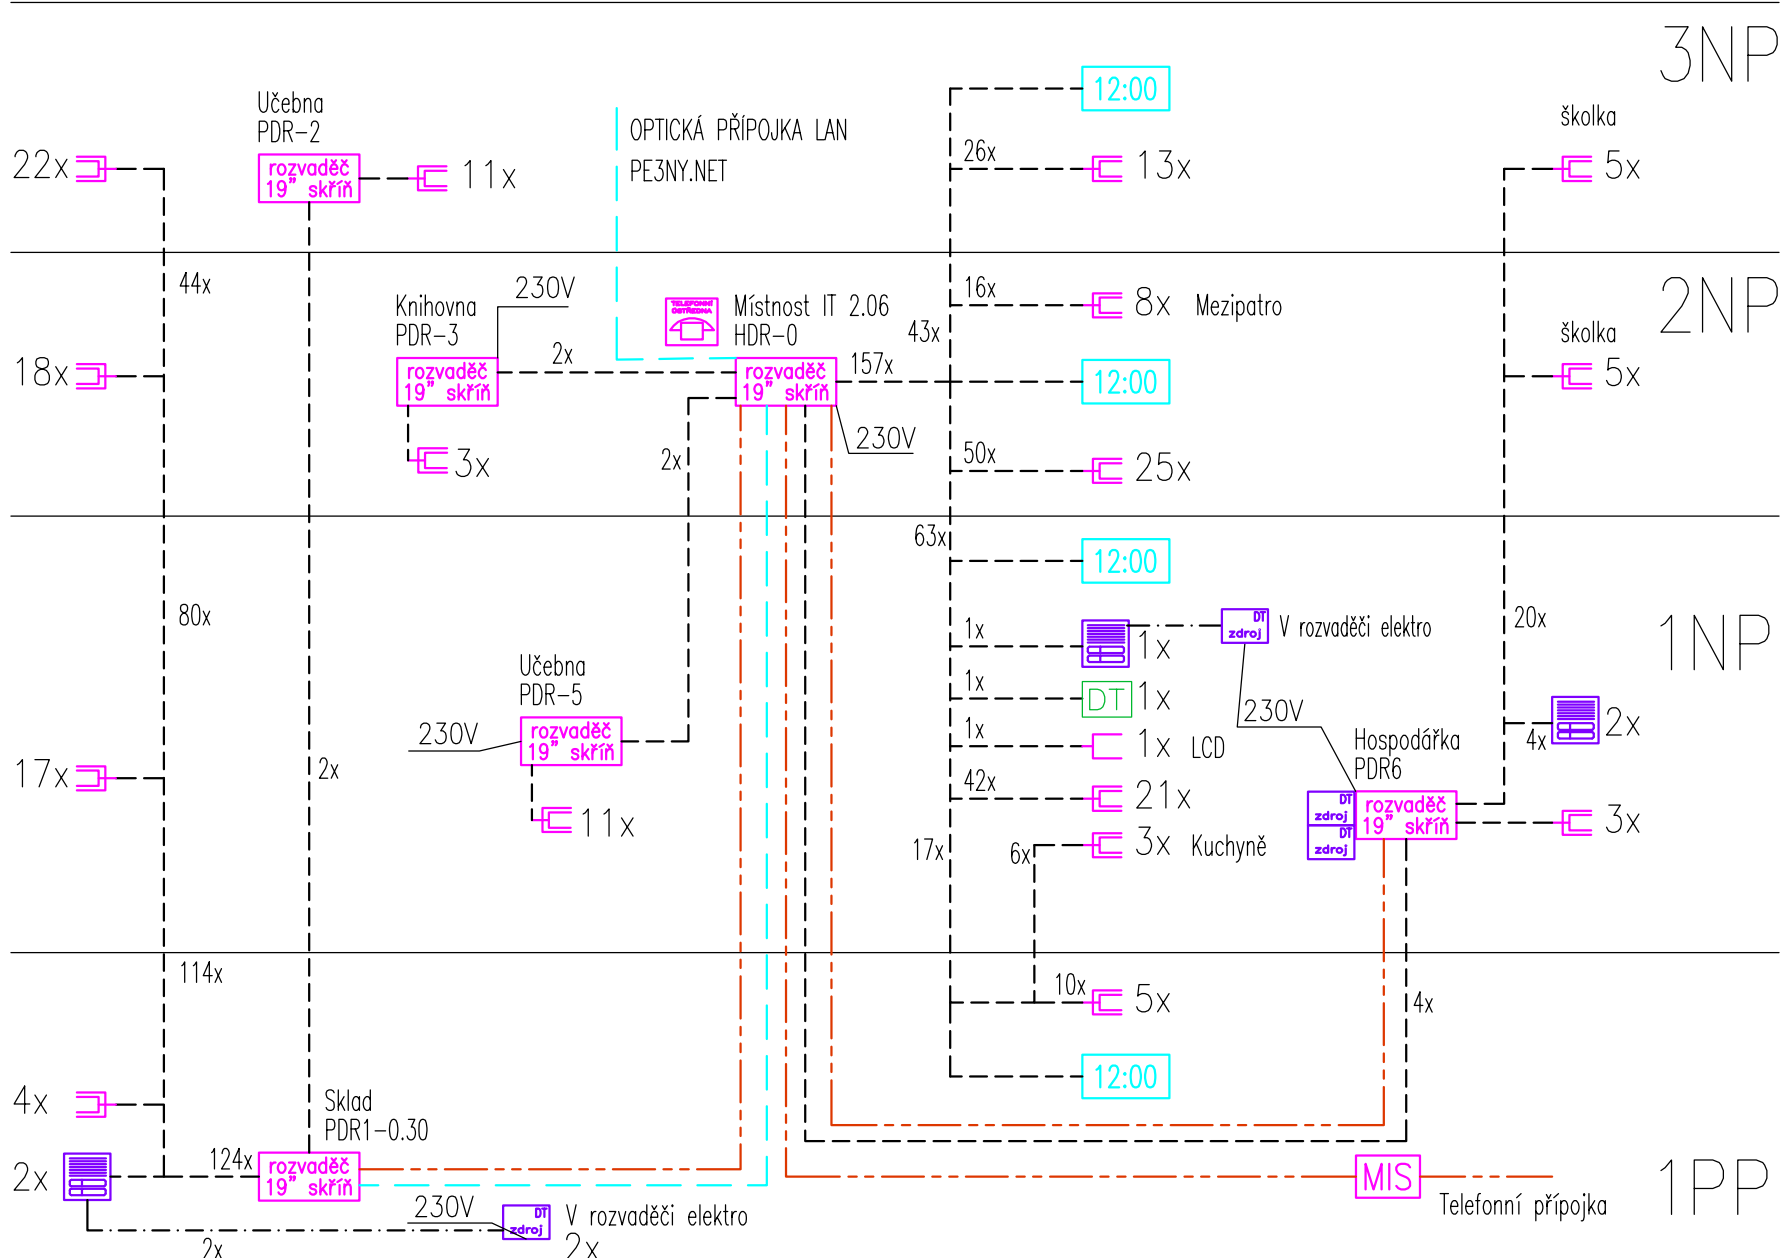 3NP
12:00
Učebna
PDR-2
OPTICKÁ PŘÍPOJKA LAN
PE3NY.NET
školka
22x
rozvaděč
19" skříň
11x
26x
13x
5x
2NP
44x
Knihovna
PDR-3
230V
TELEFONNÍ
ÚSTŘEDNA
Místnost IT 2.06
HDR-0
16x
8x Mezipatro
43x
školka
18x
rozvaděč
19" skříň
2x
rozvaděč
19" skříň
157x
12:00
5x
230V
3x
2x
50x
25x
63x
12:00
1NP
80x
1x
1x
DT
zdroj
V rozvaděči elektro
20x
Učebna
PDR-5
1x
DT
1x
230V
rozvaděč
19" skříň
1x
1x LCD
230V
Hospodářka
PDR6
4x
2x
17x
2x
42x
21x
DT
zdroj
DT
zdroj
rozvaděč
19" skříň
3x
11x
17x
6x
3x Kuchyně
114x
10x
5x
4x
12:00
4x
Sklad
PDR1-0.30
2x
124x
rozvaděč
19" skříň
MIS
Telefonní přípojka
1PP
230V
DT
zdroj
V rozvaděči elektro
2x
2x